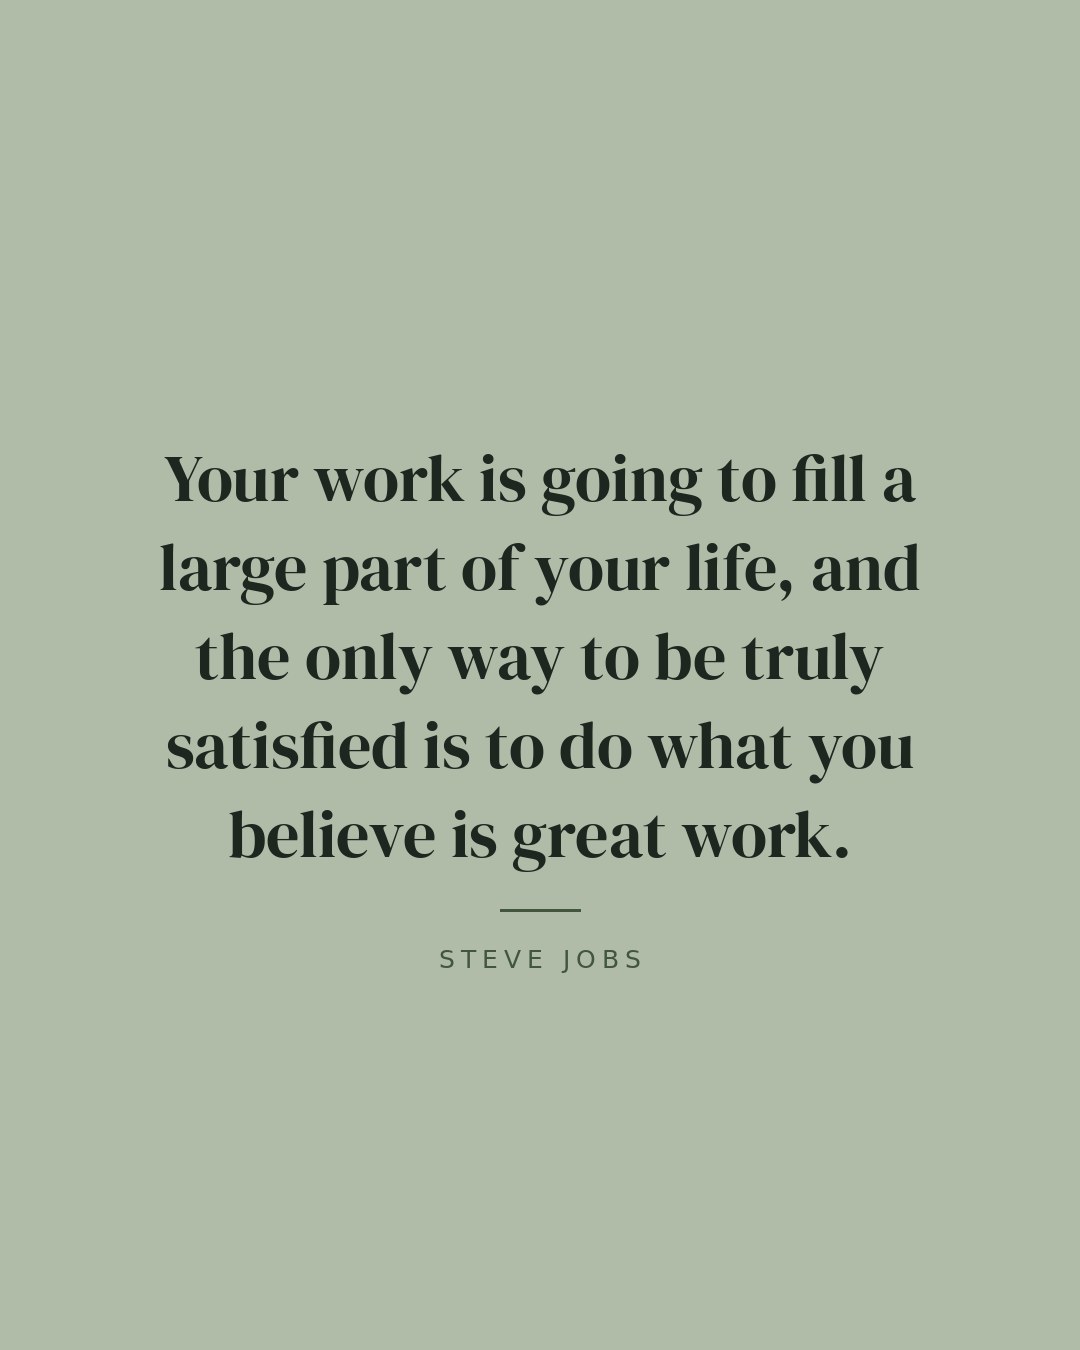 Your work is going to fill a
large part of your life, and
the only way to be truly
satisfied is to do what you
believe is great work.
STEVE JOBS